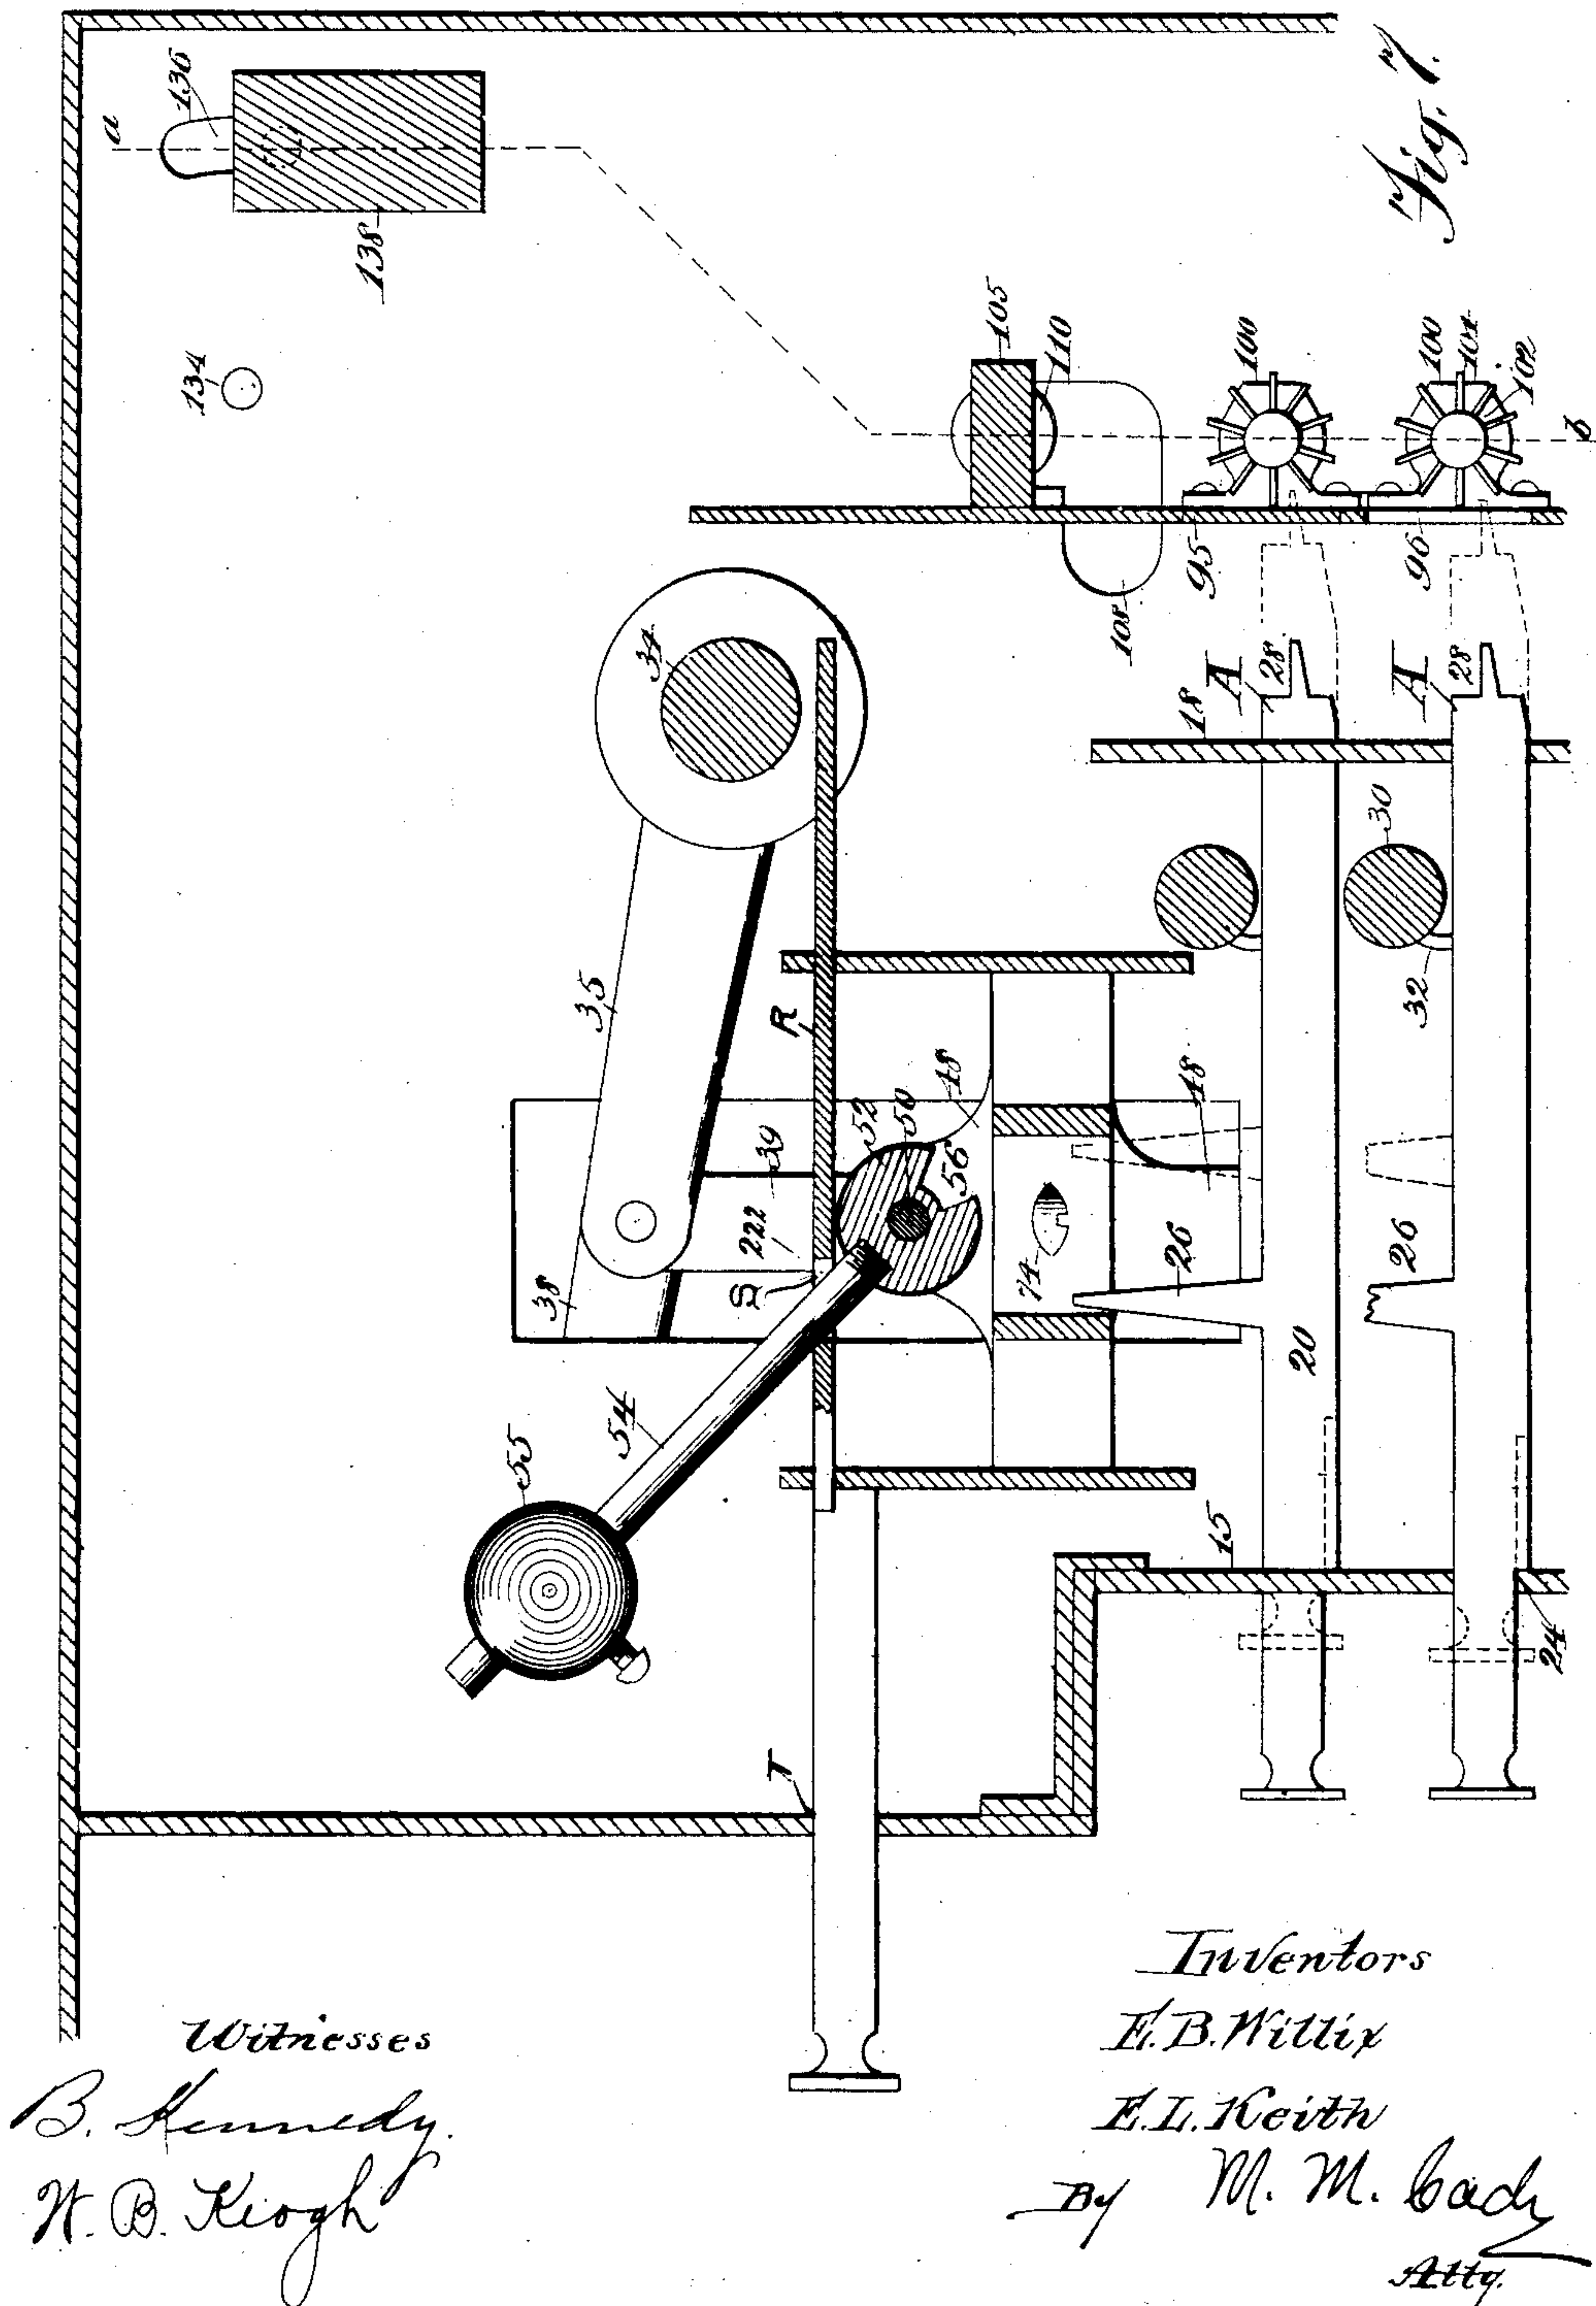 Fig. 7.
a
136
138
134
105
110
100
100
101
102
b
108
95
96
34
18
A
28
A
28
30
32
35
R
39
222
S
38
52
50
48
56
74
48
26
26
20
54
55
15
24
T
Witnesses
B. Kennedy.
W. B. Keogh
Inventors
E. B. Willix
E. L. Keith
By M. M. Cady
Atty.